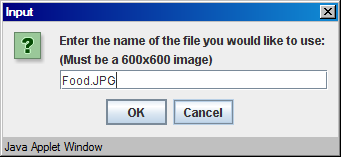 Input
Enter the name of the file you would like to use:
(Must be a 600x600 image)
?
Food.JPG
OK Cancel
Java Applet Window